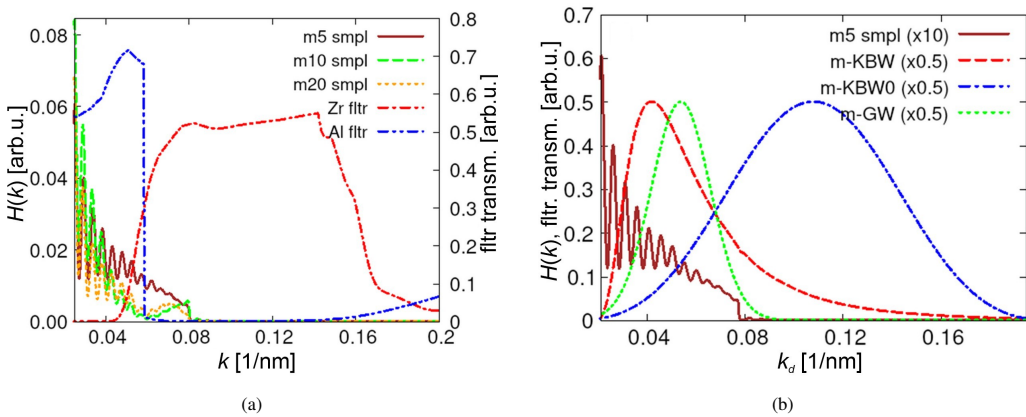 0.08
0.06
0.04
0.02
0.00
H(k) [arb.u.]
m5 smpl
m10 smpl
m20 smpl
Zr fltr
Al fltr
0.8
0.7
0.6
0.5
0.4
0.3
0.2
0.1
0
fltr transm. [arb.u.]
0.04
0.08
0.12
0.16
0.2
k [1/nm]
(a)
0.7
0.6
0.5
0.4
0.3
0.2
0.1
0
H(k), fltr. transm. [arb.u.]
m5 smpl (x10)
m-KBW (x0.5)
m-KBW0 (x0.5)
m-GW (x0.5)
0.04
0.08
0.12
0.16
kd [1/nm]
(b)